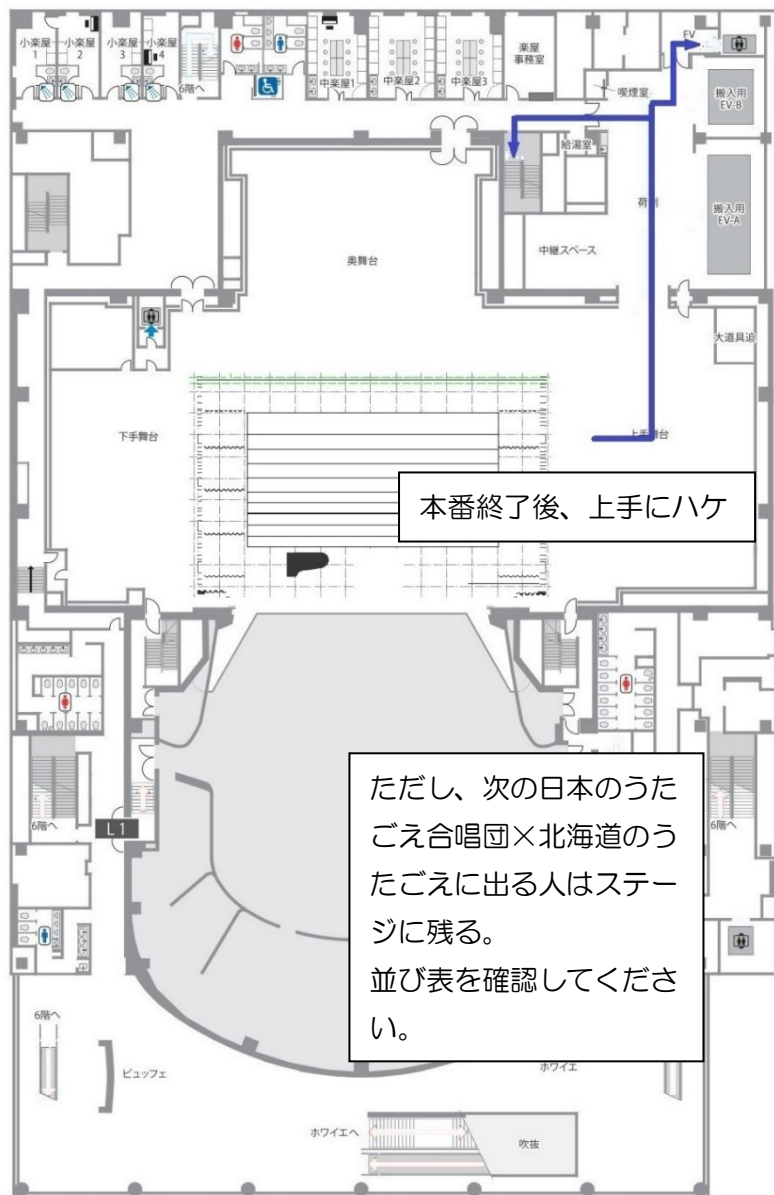 小楽屋
1
小楽屋
2
小楽屋
3
小楽屋
4
6階へ
中楽屋1
中楽屋2
中楽屋3
楽屋
事務室
喫煙室
EV
搬入用
EV-B
給湯室
搬入用
EV-A
中継スペース
奥舞台
大道具迫
下手舞台
上手舞台
本番終了後、上手にハケ
ただし、次の日本のうた
ごえ合唱団×北海道のう
たごえに出る人はステー
ジに残る。
並び表を確認してくださ
い。
6階へ
L1
6階へ
6階へ
ビュッフェ
ホワイエ
ホワイエへ
吹抜